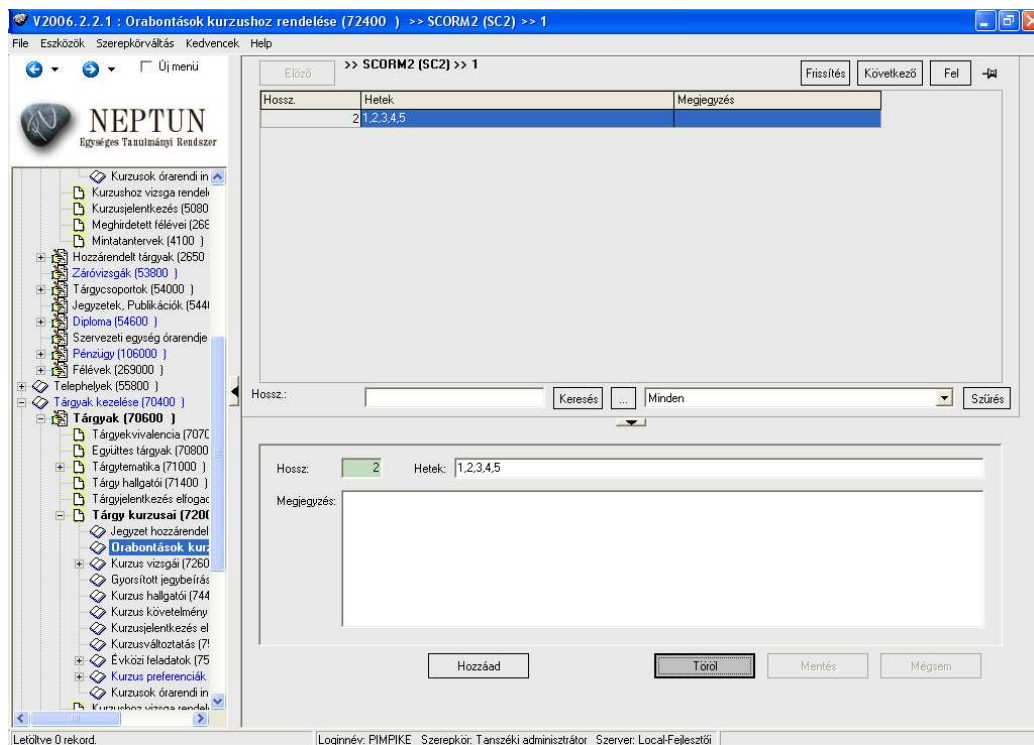 V2006.2.2.1 : Orabontások kurzushoz rendelése (72400 ) >> SCORM2 (SC2) >> 1
File Eszközök Szerepkörváltás Kedvencek Help
Új menü
NEPTUN
Egységes Tanulmányi Rendszer
Kurzusok órarendi in
Kurzushoz vizsga rendel
Kurzusjelentkezés (5080
Meghirdetett félévei (268
Mintatantervek (4100 )
Hozzárendelt tárgyak (2650
Záróvizsgák (53800 )
Tárgycsoportok (54000 )
Jegyzetek, Publikációk (544
Diploma (54600 )
Szervezeti egység órarendje
Pénzügy (106000 )
Félévek (269000 )
Telephelyek (55800 )
Tárgyak kezelése (70400 )
Tárgyak (70600 )
Tárgyekvivalencia (7070
Együttes tárgyak (70800
Tárgytematika (71000 )
Tárgy hallgatói (71400 )
Tárgyjelentkezés elfogad
Tárgy kurzusai (7200
Jegyzet hozzárendel
Orabontások kurz
Kurzus vizsgái (7260
Gyorsított jegybeírás
Kurzus hallgatói (744
Kurzus követelmény
Kurzusjelentkezés el
Kurzusváltoztatás (75
Évközi feladatok (75
Kurzus preferenciák
Kurzusok órarendi in
Kurzushoz vizsga rendel
Előző >> SCORM2 (SC2) >> 1 Frissítés Következő Fel
Hossz. Hetek Megjegyzés
2 1,2,3,4,5
Hossz.: Keresés ... Minden Szűrés
Hossz: 2 Hetek: 1,2,3,4,5
Megjegyzés:
Hozzáad Töröl Mentés Mégsem
Letöltve 0 rekord. Loginnév: PIMPIKE Szerepkör: Tanszéki adminisztrátor Szerver: Local-Fejlesztői